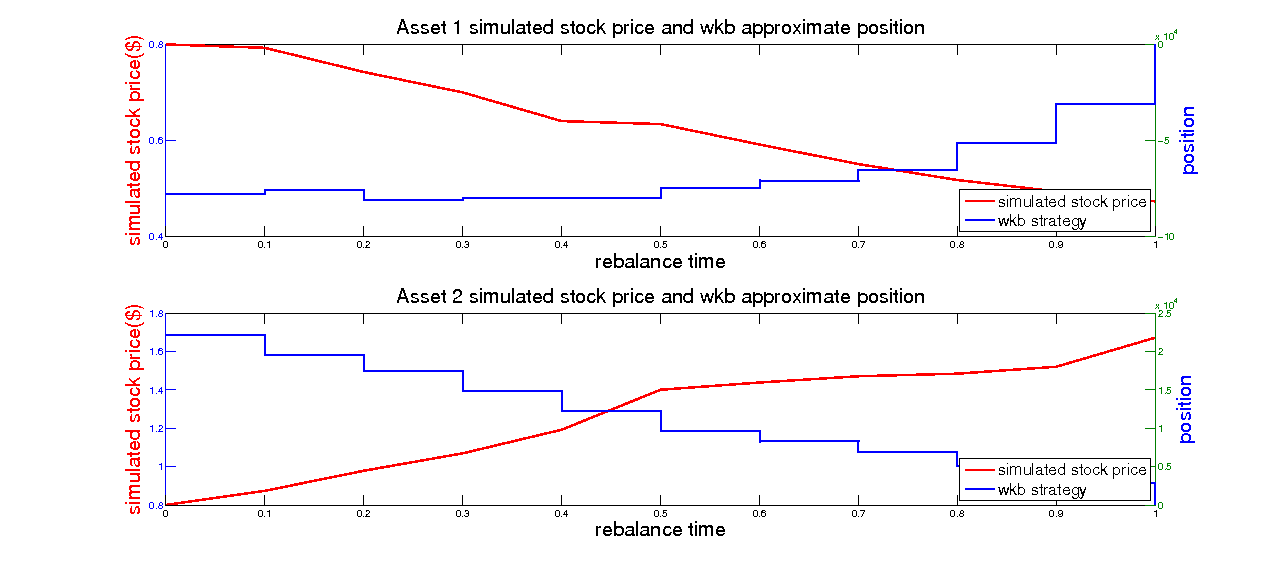 Asset 1 simulated stock price and wkb approximate position
x 10^4
simulated stock price($)
0.8
0.6
0.4
0
-5
-10
position
simulated stock price
wkb strategy
0 0.1 0.2 0.3 0.4 0.5 0.6 0.7 0.8 0.9 1
rebalance time
Asset 2 simulated stock price and wkb approximate position
x 10^4
simulated stock price($)
1.8
1.6
1.4
1.2
1
0.8
2.5
2
1.5
1
0.5
0
position
simulated stock price
wkb strategy
0 0.1 0.2 0.3 0.4 0.5 0.6 0.7 0.8 0.9 1
rebalance time